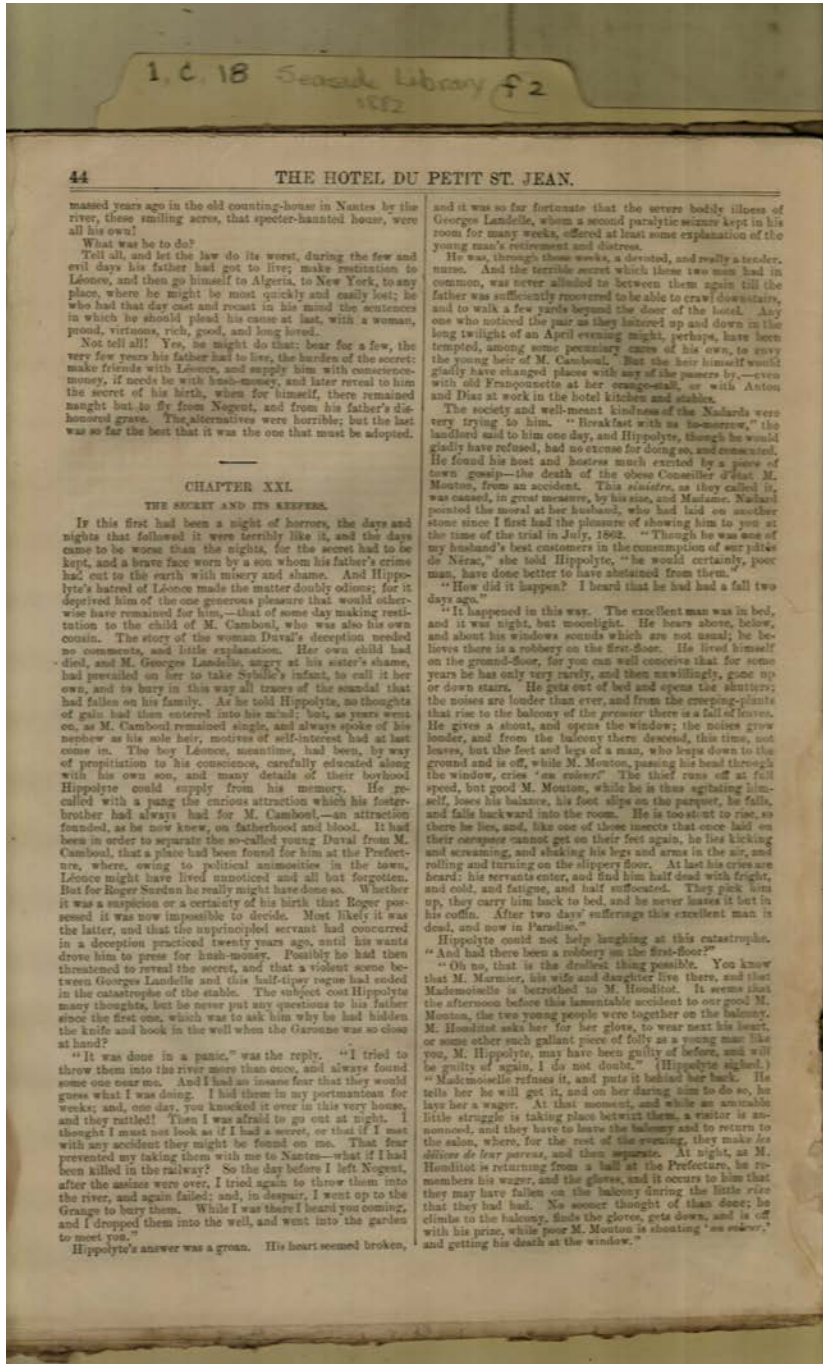 1. C. 18 Seaside Library f 2
1882
44 THE HOTEL DU PETIT ST. JEAN.
massed years ago in the old counting-house in Nantes by the
river, these smiling acres, that specter-haunted house, were
all his own!
What was he to do?
Tell all, and let the law do its worst, during the few and
evil days his father had got to live; make restitution to
Léonce, and then go himself to Algeria, to New York, to any
place, where he might be most quickly and easily lost; he
who had that day cast and recast in his mind the sentences
in which he should plead his cause at last, with a woman,
proud, virtuous, rich, good, and long loved.
Not tell all! Yes, he might do that: bear for a few, the
very few years his father had to live, the burden of the secret:
make friends with Léonce, and supply him with conscience-
money, if needs be with hush-money, and later reveal to him
the secret of his birth, when for himself, there remained
naught but to fly from Nogent, and from his father's dis-
honored grave. The alternatives were horrible; but the last
was so far the best that it was the one that must be adopted.
CHAPTER XXI.
THE SECRET AND ITS KEEPERS.
IF this first had been a night of horrors, the days and
nights that followed it were terribly like it, and the days
came to be worse than the nights, for the secret had to be
kept, and a brave face worn by a son whom his father's crime
had cut to the earth with misery and shame. And Hippo-
lyte's hatred of Léonce made the matter doubly odious; for it
deprived him of the one generous pleasure that would other-
wise have remained for him,—that of some day making resti-
tution to the child of M. Camboul, who was also his own
cousin. The story of the woman Duval's deception needed
no comments, and little explanation. Her own child had
died, and M. Georges Landelle, angry at his sister's shame,
had prevailed on her to take Sybille's infant, to call it her
own, and to bury in this way all traces of the scandal that
had fallen on his family. As he told Hippolyte, no thoughts
of gain had then entered into his mind; but, as years went
on, as M. Camboul remained single, and always spoke of his
nephew as his sole heir, motives of self-interest had at last
come in. The boy Léonce, meantime, had been, by way
of propitiation to his conscience, carefully educated along
with his own son, and many details of their boyhood
Hippolyte could supply from his memory. He re-
called with a pang the curious attraction which his foster-
brother had always had for M. Camboul,—an attraction
founded, as he now knew, on fatherhood and blood. It had
been in order to separate the so-called young Duval from M.
Camboul, that a place had been found for him at the Prefect-
ure, where, owing to political animosities in the town,
Léonce might have lived unnoticed and all but forgotten.
But for Roger Surdun he really might have done so. Whether
it was a suspicion or a certainty of his birth that Roger pos-
sessed it was now impossible to decide. Most likely it was
the latter, and that the unprincipled servant had concurred
in a deception practiced twenty years ago, until his wants
drove him to press for hush-money. Possibly he had then
threatened to reveal the secret, and that a violent scene be-
tween Georges Landelle and this half-tipsy rogue had ended
in the catastrophe of the stable. The subject cost Hippolyte
many thoughts, but he never put any questions to his father
since the first one, which was to ask him why he had hidden
the knife and hook in the well when the Garonne was so close
at hand?
"It was done in a panic," was the reply. "I tried to
throw them into the river more than once, and always found
some one near me. And I had an insane fear that they would
guess what I was doing. I hid them in my portmanteau for
weeks; and, one day, you knocked it over in this very house,
and they rattled! Then I was afraid to go out at night. I
thought I must not look as if I had a secret, or that if I met
with any accident they might be found on me. That fear
prevented my taking them with me to Nantes—what if I had
been killed in the railway? So the day before I left Nogent,
after the assizes were over, I tried again to throw them into
the river, and again failed; and, in despair, I went up to the
Grange to bury them. While I was there I heard you coming,
and I dropped them into the well, and went into the garden
to meet you."
Hippolyte's answer was a groan. His heart seemed broken,
and it was so far fortunate that the severe bodily illness of
Georges Landelle, whom a second paralytic seizure kept in his
room for many weeks, offered at least some explanation of the
young man's retirement and distress.
He was, through those weeks, a devoted, and really a tender,
nurse. And the terrible secret which these two men had in
common, was never alluded to between them again till the
father was sufficiently recovered to be able to crawl downstairs,
and to walk a few yards beyond the door of the hotel. Any
one who noticed the pair as they loitered up and down in the
long twilight of an April evening might, perhaps, have been
tempted, among some pecuniary cares of his own, to envy
the young heir of M. Camboul. But the heir himself would
gladly have changed places with any of the passers by,—even
with old Françounette at her orange-stall, or with Anton
and Diaz at work in the hotel kitchen and stables.
The society and well-meant kindness of the Nadards were
very trying to him. "Breakfast with us to-morrow," the
landlord said to him one day, and Hippolyte, though he would
gladly have refused, had no excuse for doing so, and consented.
He found his host and hostess much excited by a piece of
town gossip—the death of the obese Conseiller d'état M.
Mouton, from an accident. This sinistre, as they called it,
was caused, in great measure, by his size, and Madame. Nadard
pointed the moral at her husband, who had laid on another
stone since I first had the pleasure of showing him to you at
the time of the trial in July, 1862. "Though he was one of
my husband's best customers in the consumption of our pâtés
de Nérac," she told Hippolyte, "he would certainly, poor
man, have done better to have abstained from them."
"How did it happen? I heard that he had had a fall two
days ago."
"It happened in this way. The excellent man was in bed,
and it was night, but moonlight. He hears above, below,
and about his windows sounds which are not usual; he be-
lieves there is a robbery on the first-floor. He lived himself
on the ground-floor, for you can well conceive that for some
years he has only very rarely, and then unwillingly, gone up
or down stairs. He gets out of bed and opens the shutters;
the noises are louder than ever, and from the creeping-plants
that rise to the balcony of the premier there is a fall of leaves.
He gives a shout, and opens the window; the noises grow
louder, and from the balcony there descend, this time, not
leaves, but the feet and legs of a man, who leaps down to the
ground and is off, while M. Mouton, passing his head through
the window, cries 'au voleur!' The thief runs off at full
speed, but good M. Mouton, while he is thus agitating him-
self, loses his balance, his foot slips on the parquet, he falls,
and falls backward into the room. He is too stout to rise, so
there he lies, and, like one of those insects that once laid on
their carapace cannot get on their feet again, he lies kicking
and screaming, and shaking his legs and arms in the air, and
rolling and turning on the slippery floor. At last his cries are
heard: his servants enter, and find him half dead with fright,
and cold, and fatigue, and half suffocated. They pick him
up, they carry him back to bed, and he never leaves it but in
his coffin. After two days' sufferings this excellent man is
dead, and now in Paradise."
Hippolyte could not help laughing at this catastrophe.
"And had there been a robbery on the first-floor?"
"Oh no, that is the drollest thing possible. You know
that M. Marmier, his wife and daughter live there, and that
Mademoiselle is betrothed to M. Honditot. It seems that
the afternoon before this lamentable accident to our good M.
Mouton, the two young people were together on the balcony.
M. Honditot asks her for her glove, to wear next his heart,
or some other such gallant piece of folly as a young man like
you, M. Hippolyte, may have been guilty of before, and will
be guilty of again, I do not doubt." (Hippolyte sighed.)
"Mademoiselle refuses it, and puts it behind her back. He
tells her he will get it, and on her daring him to do so, he
lays her a wager. At that moment, and while an amicable
little struggle is taking place betwixt them, a visitor is an-
nounced, and they have to leave the balcony and to return to
the salon, where, for the rest of the evening, they make les
délices de leur parens, and then separate. At night, as M.
Honditot is returning from a ball at the Prefecture, he re-
members his wager, and the gloves, and it occurs to him that
they may have fallen on the balcony during the little rixe
that they had had. No sooner thought of than done; he
climbs to the balcony, finds the gloves, gets down, and is off
with his prize, while poor M. Mouton is shouting 'au voleur,'
and getting his death at the window."